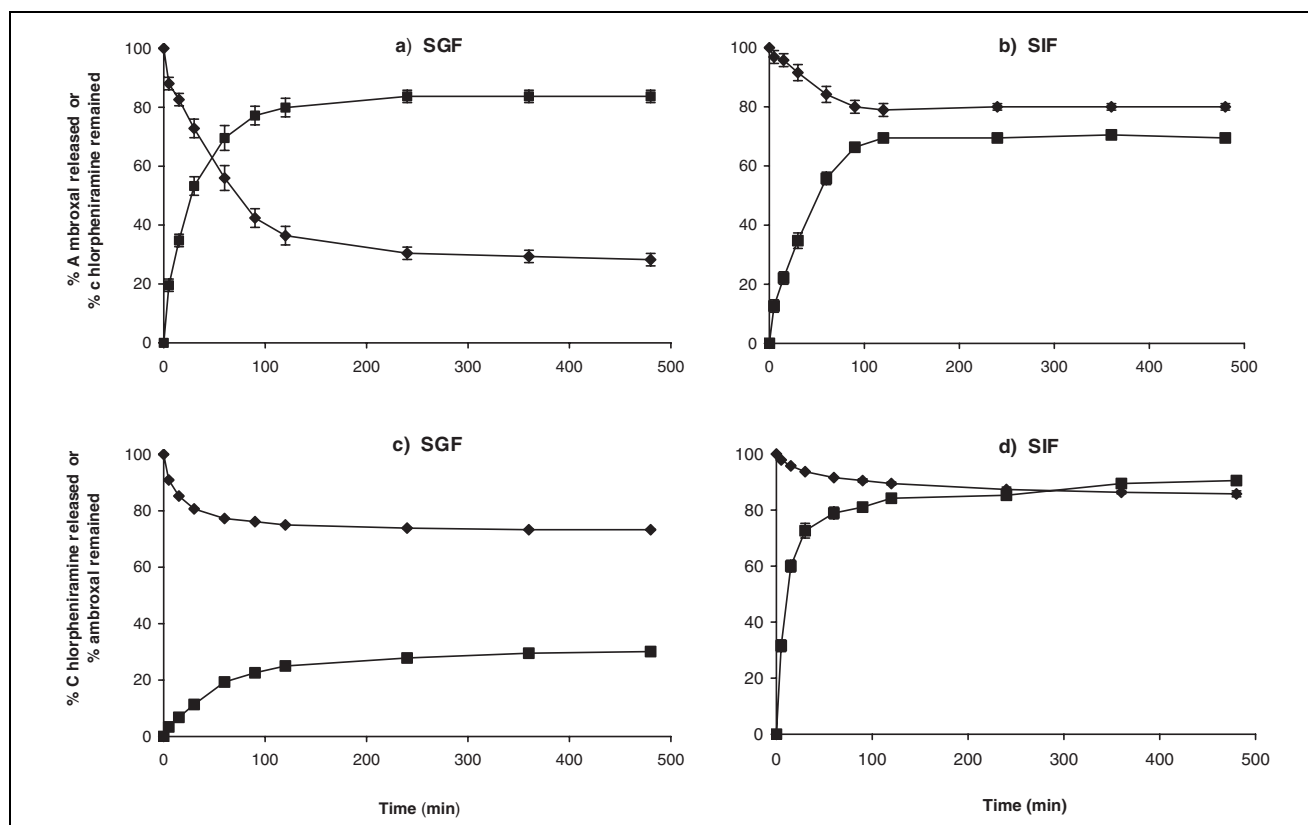 a) SGF
100
80
60
40
20
0
0 100 200 300 400 500
% A mbroxal released or
% c hlorpheniramine remained
b) SIF
100
80
60
40
20
0
0 100 200 300 400 500
c) SGF
100
80
60
40
20
0
0 100 200 300 400 500
% C hlorpheniramine released or
% ambroxal remained
Time (min)
d) SIF
100
80
60
40
20
0
0 100 200 300 400 500
Time (min)